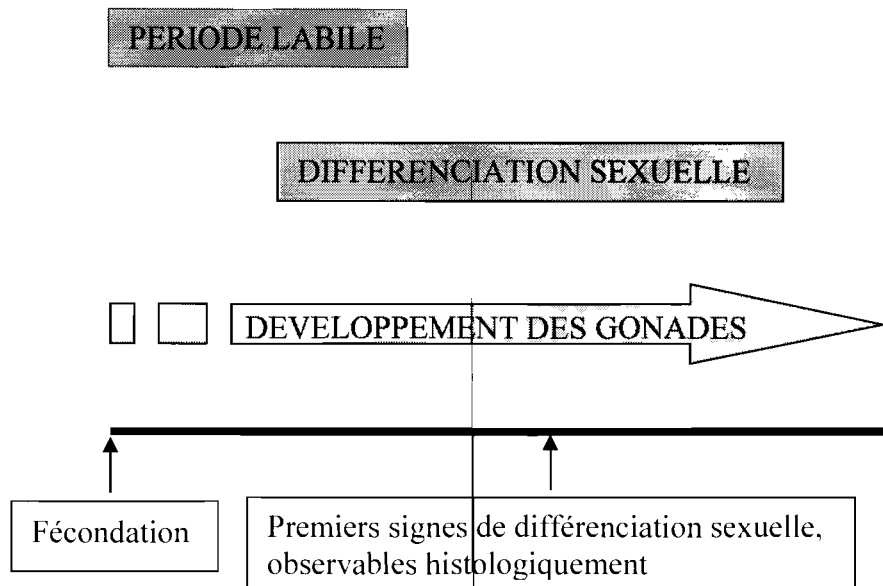 PERIODE LABILE
DIFFERENCIATION SEXUELLE
DEVELOPPEMENT DES GONADES
Fécondation
Premiers signes de différenciation sexuelle,
observables histologiquement